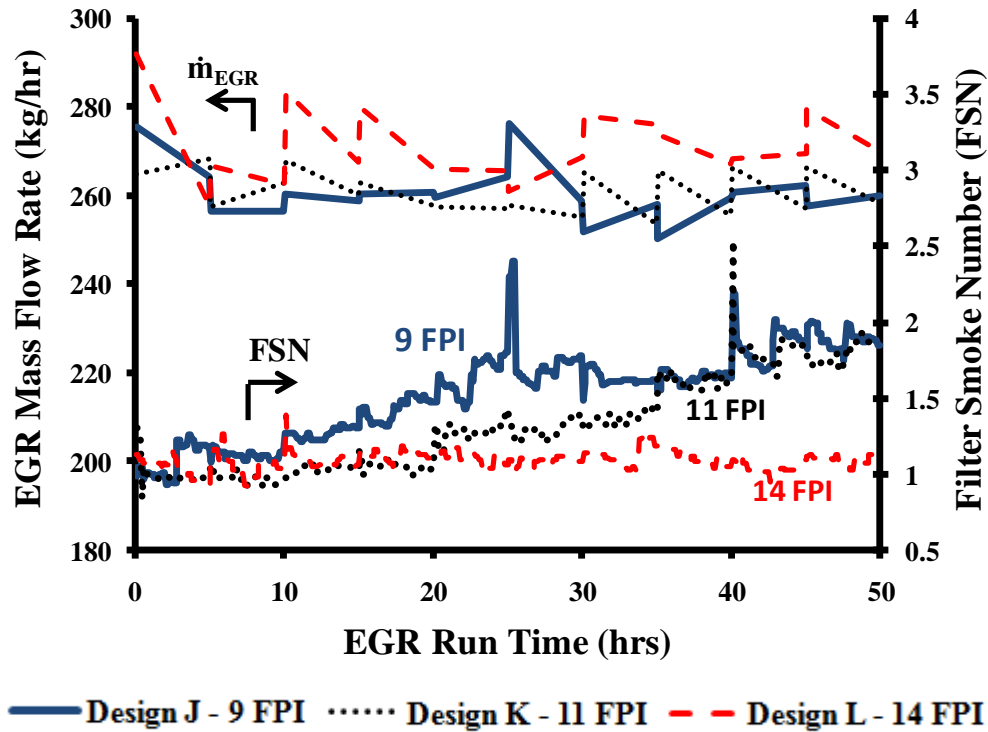 EGR Mass Flow Rate (kg/hr)
300
280
260
240
220
200
180
ṁEGR
FSN
9 FPI
11 FPI
14 FPI
4
3.5
3
2.5
2
1.5
1
0.5
Filter Smoke Number (FSN)
0
10
20
30
40
50
EGR Run Time (hrs)
Design J - 9 FPI
Design K - 11 FPI
Design L - 14 FPI